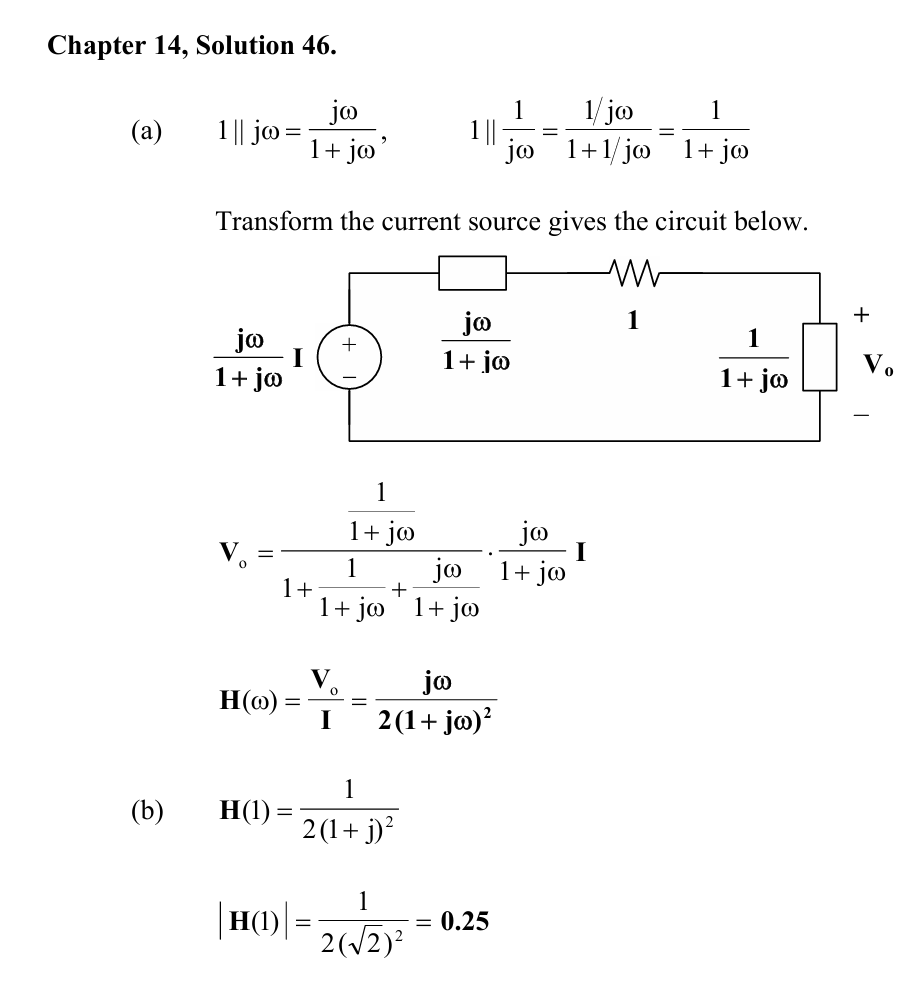 Chapter 14, Solution 46.
(a) 1 || jω = jω / (1 + jω), 1 || 1/jω = (1/jω) / (1 + 1/jω) = 1 / (1 + jω)
Transform the current source gives the circuit below.
jω / (1 + jω) I + − jω / (1 + jω) 1 1 / (1 + jω) + Vₒ −
Vₒ = (1 / (1 + jω)) / (1 + 1 / (1 + jω) + jω / (1 + jω)) · jω / (1 + jω) I
H(ω) = Vₒ / I = jω / 2(1 + jω)²
(b) H(1) = 1 / 2(1 + j)²
|H(1)| = 1 / 2(√2)² = 0.25